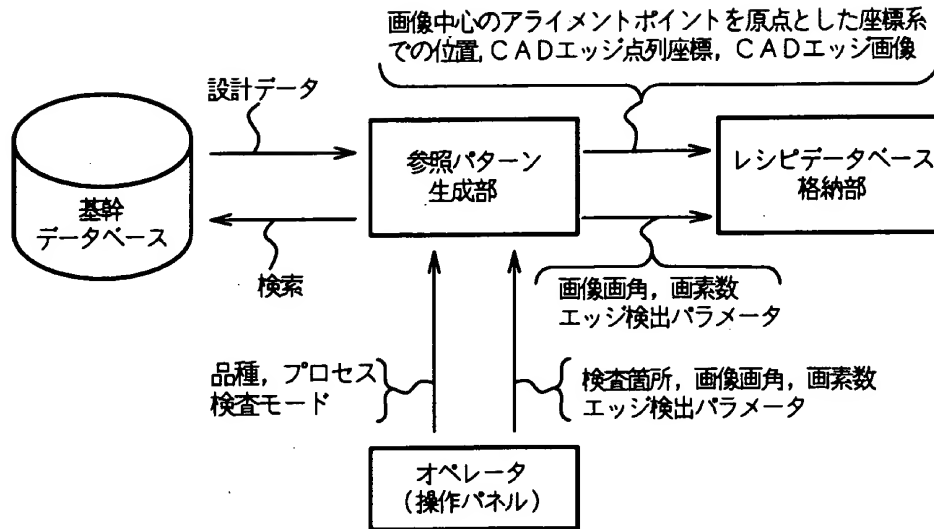 画像中心のアライメントポイントを原点とした座標系
での位置,CADエッジ点列座標,CADエッジ画像
設計データ
参照パターン
生成部
レシピデータベース
格納部
基幹
データベース
検索
画像画角,画素数
エッジ検出パラメータ
品種,プロセス
検査モード
検査箇所,画像画角,画素数
エッジ検出パラメータ
オペレータ
(操作パネル)